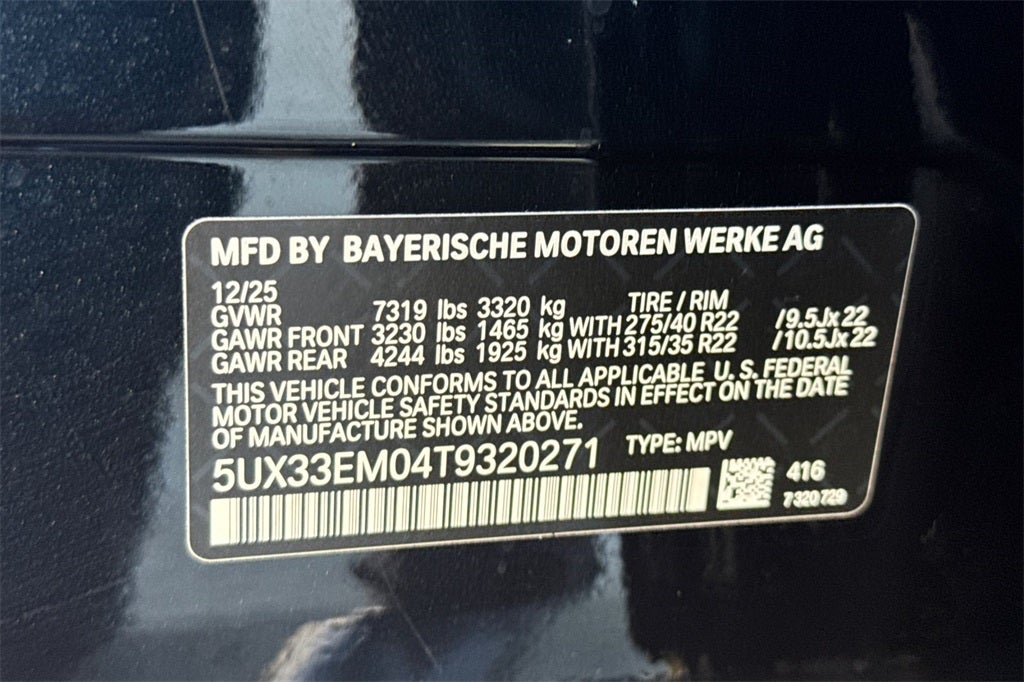 MFD BY BAYERISCHE MOTOREN WERKE AG
12/25
GVWR 7319 lbs 3320 kg TIRE / RIM
GAWR FRONT 3230 lbs 1465 kg WITH 275/40 R22 /9.5Jx22
GAWR REAR 4244 lbs 1925 kg WITH 315/35 R22 /10.5Jx22
THIS VEHICLE CONFORMS TO ALL APPLICABLE U. S. FEDERAL
MOTOR VEHICLE SAFETY STANDARDS IN EFFECT ON THE DATE
OF MANUFACTURE SHOWN ABOVE.
5UX33EM04T9320271 TYPE: MPV
416
7 320 729